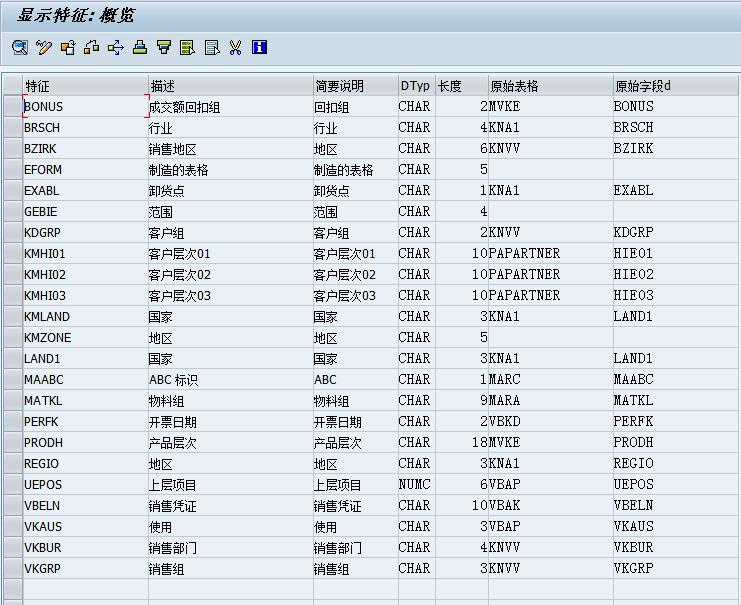 显示特征: 概览
特征 描述 简要说明 DTyp 长度 原始表格 原始字段d
BONUS 成交额回扣组 回扣组 CHAR 2 MVKE BONUS
BRSCH 行业 行业 CHAR 4 KNA1 BRSCH
BZIRK 销售地区 地区 CHAR 6 KNVV BZIRK
EFORM 制造的表格 制造的表格 CHAR 5
EXABL 卸货点 卸货点 CHAR 1 KNA1 EXABL
GEBIE 范围 范围 CHAR 4
KDGRP 客户组 客户组 CHAR 2 KNVV KDGRP
KMHI01 客户层次01 客户层次01 CHAR 10 PAPARTNER HIE01
KMHI02 客户层次02 客户层次02 CHAR 10 PAPARTNER HIE02
KMHI03 客户层次03 客户层次03 CHAR 10 PAPARTNER HIE03
KMLAND 国家 国家 CHAR 3 KNA1 LAND1
KMZONE 地区 地区 CHAR 5
LAND1 国家 国家 CHAR 3 KNA1 LAND1
MAABC ABC 标识 ABC CHAR 1 MARC MAABC
MATKL 物料组 物料组 CHAR 9 MARA MATKL
PERFK 开票日期 开票日期 CHAR 2 VBKD PERFK
PRODH 产品层次 产品层次 CHAR 18 MVKE PRODH
REGIO 地区 地区 CHAR 3 KNA1 REGIO
UEPOS 上层项目 上层项目 NUMC 6 VBAP UEPOS
VBELN 销售凭证 销售凭证 CHAR 10 VBAK VBELN
VKAUS 使用 使用 CHAR 3 VBAP VKAUS
VKBUR 销售部门 销售部门 CHAR 4 KNVV VKBUR
VKGRP 销售组 销售组 CHAR 3 KNVV VKGRP